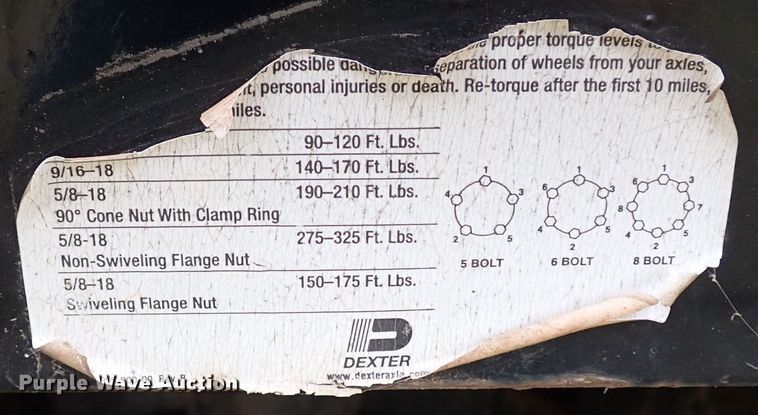 proper torque levels
possible separation of wheels from your axles,
personal injuries or death. Re-torque after the first 10 miles,
90–120 Ft. Lbs.
9/16–18 140–170 Ft. Lbs.
5/8–18 190–210 Ft. Lbs.
90° Cone Nut With Clamp Ring
5/8-18 275–325 Ft. Lbs.
Non-Swiveling Flange Nut
5/8–18 150–175 Ft. Lbs.
Swiveling Flange Nut
1 3 5 2 4
5 BOLT
1 3 5 2 4 6
6 BOLT
1 3 7 5 2 4 8 6
8 BOLT
DEXTER
www.dexteraxle.com
Purple Wave Auction